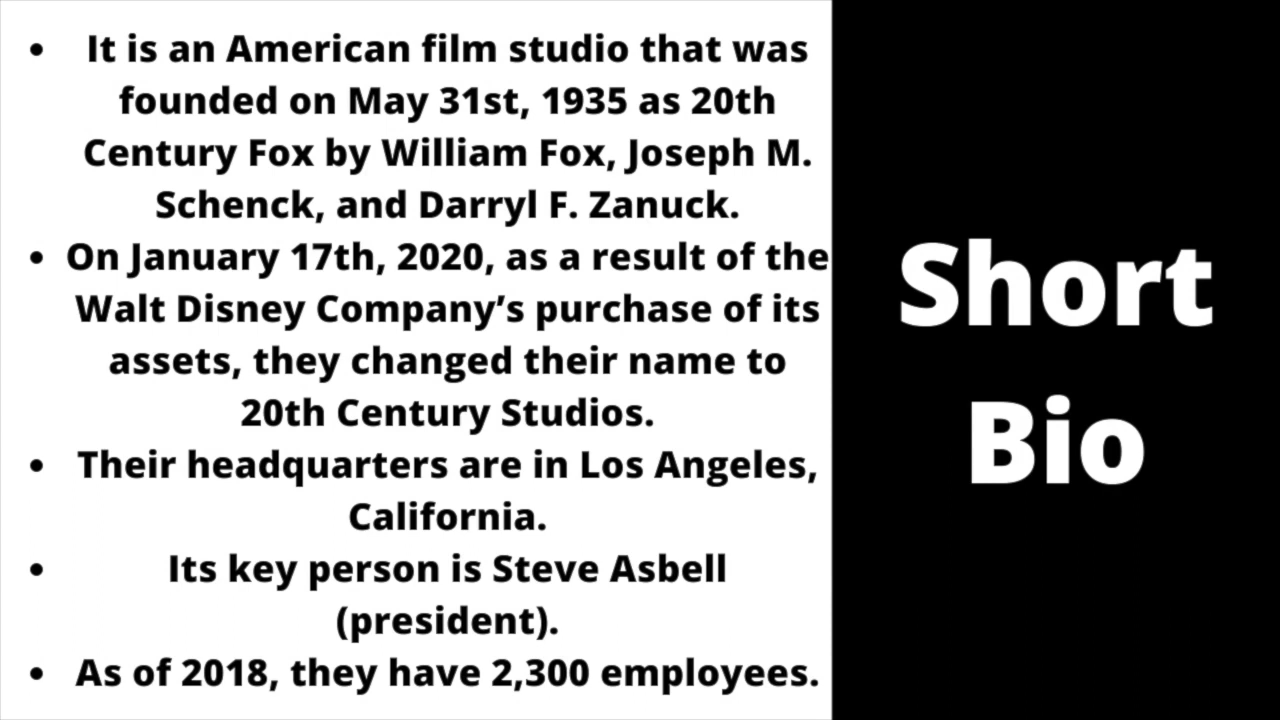 • It is an American film studio that was
founded on May 31st, 1935 as 20th
Century Fox by William Fox, Joseph M.
Schenck, and Darryl F. Zanuck.
• On January 17th, 2020, as a result of the
Walt Disney Company’s purchase of its
assets, they changed their name to
20th Century Studios.
• Their headquarters are in Los Angeles,
California.
• Its key person is Steve Asbell
(president).
• As of 2018, they have 2,300 employees.
Short
Bio